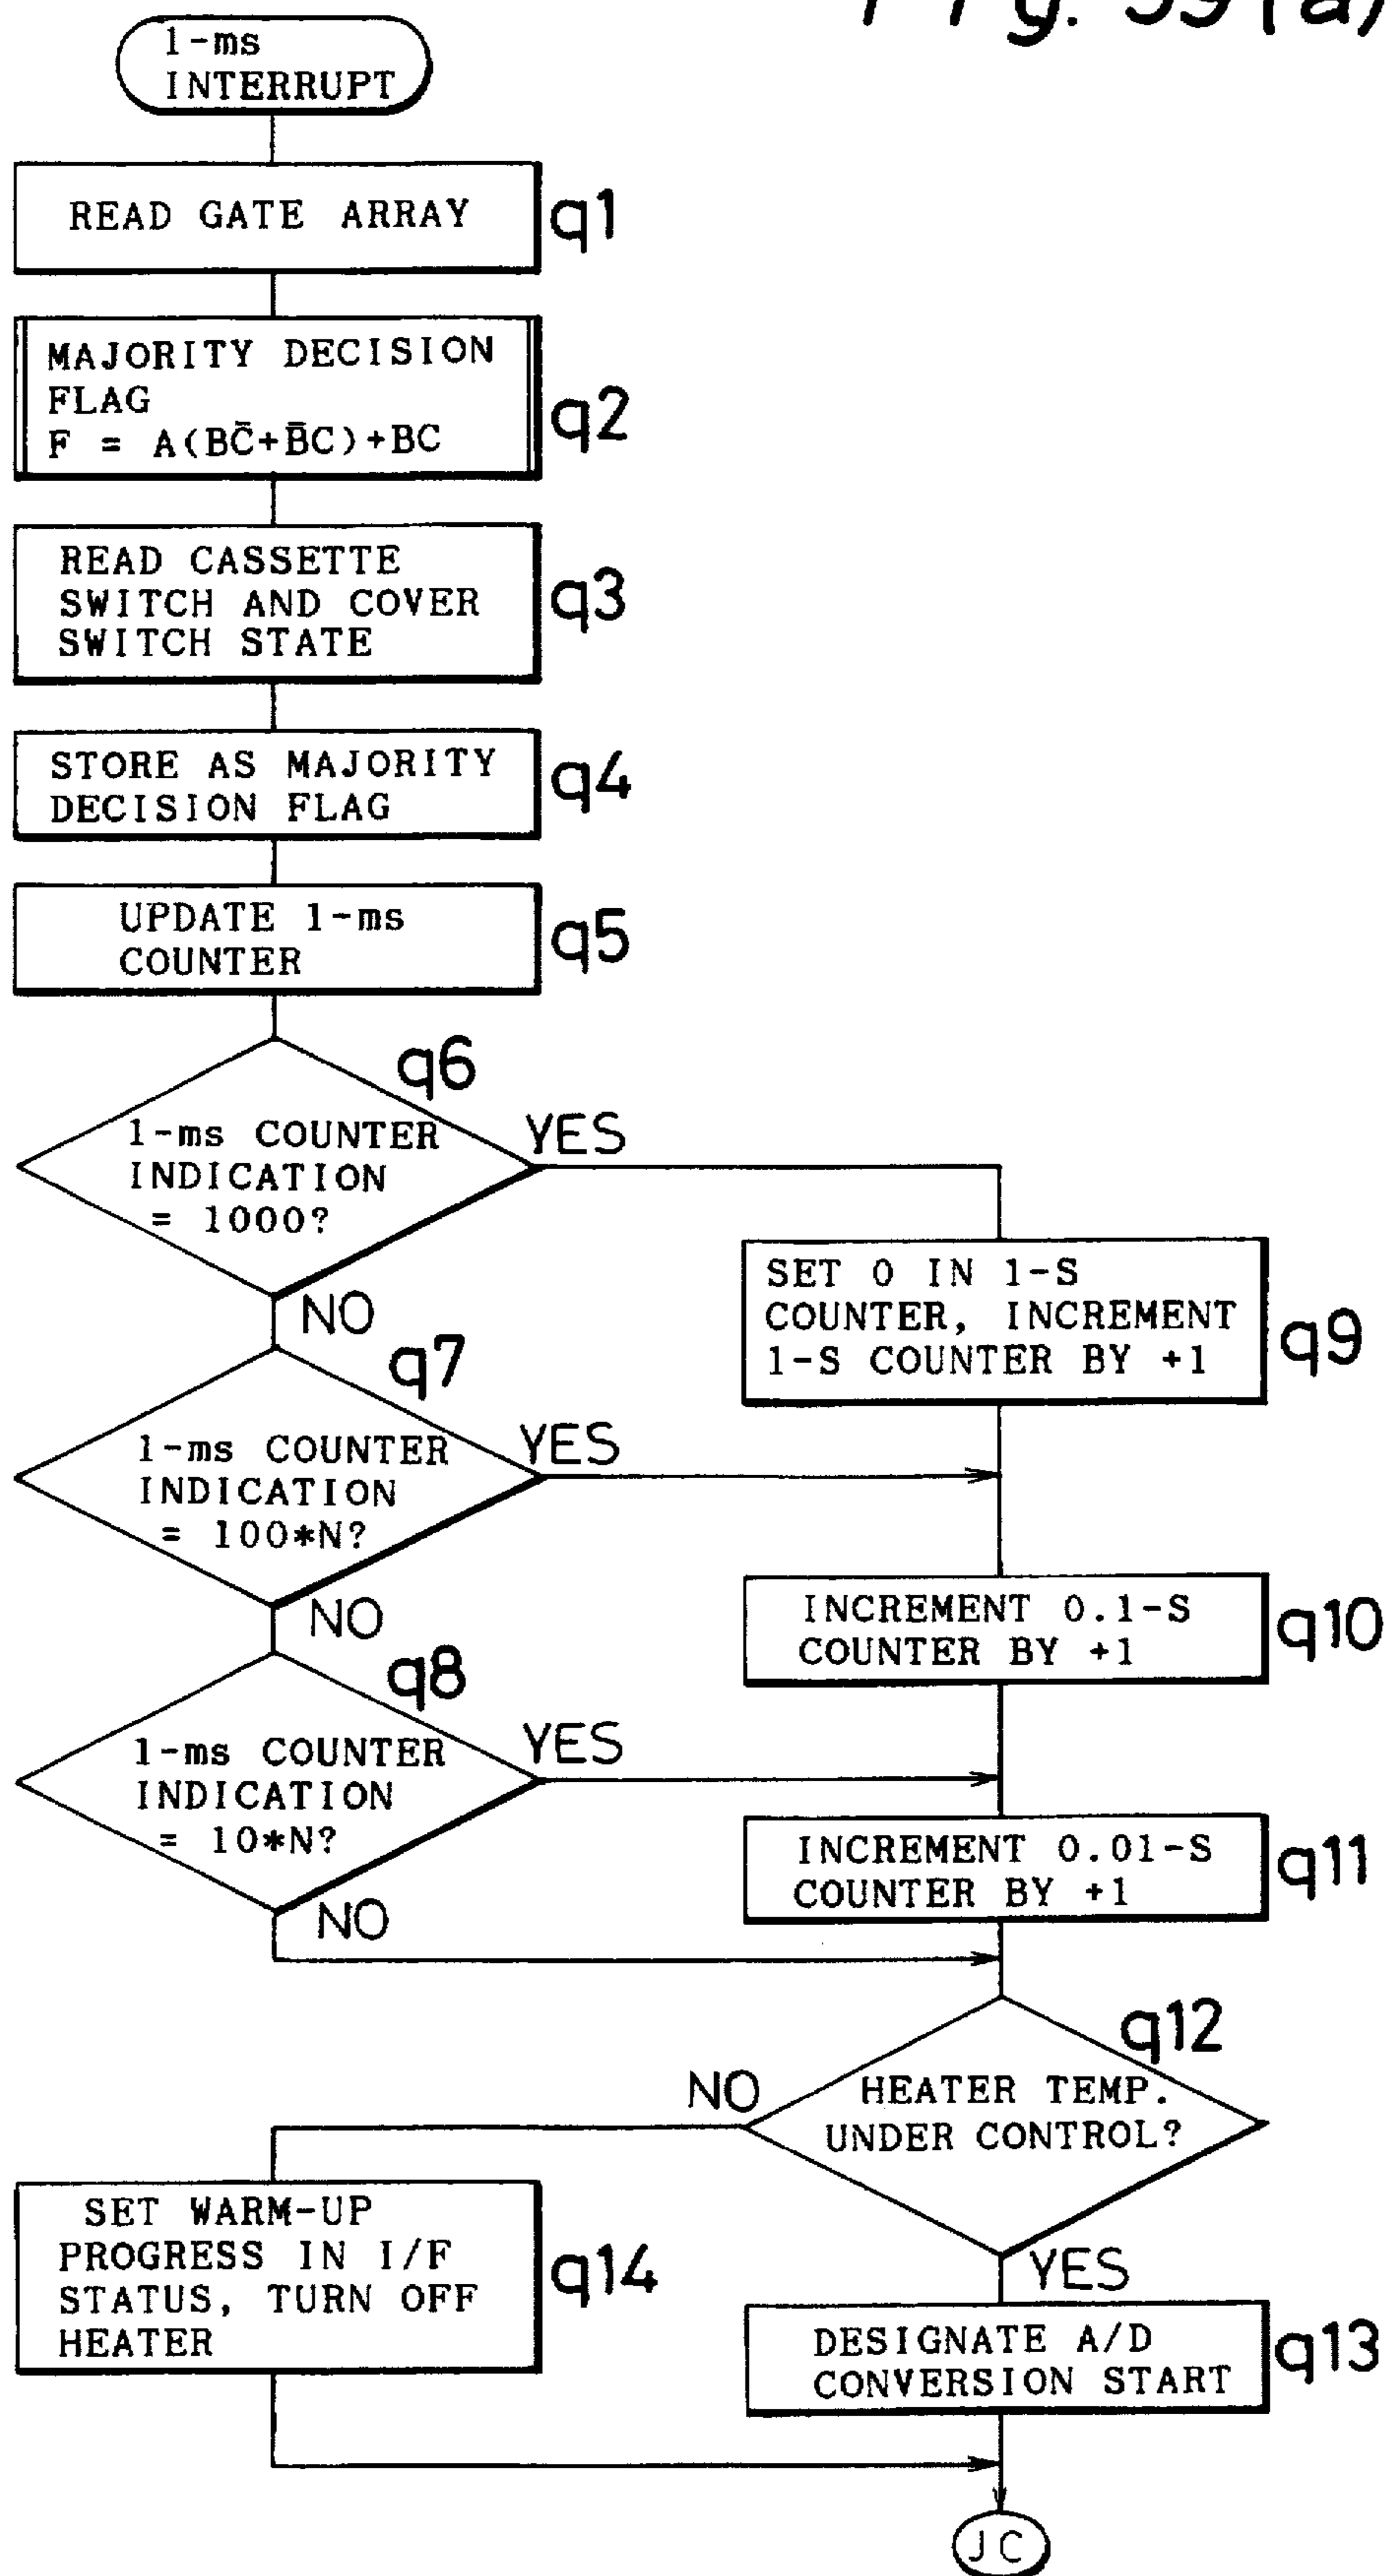 Fig. 39(a)
1-ms
INTERRUPT
READ GATE ARRAY
q1
MAJORITY DECISION
FLAG
F = A(BC̄+B̄C)+BC
q2
READ CASSETTE
SWITCH AND COVER
SWITCH STATE
q3
STORE AS MAJORITY
DECISION FLAG
q4
UPDATE 1-ms
COUNTER
q5
q6
1-ms COUNTER
INDICATION
= 1000?
YES
NO
SET 0 IN 1-S
COUNTER, INCREMENT
1-S COUNTER BY +1
q9
q7
1-ms COUNTER
INDICATION
= 100*N?
YES
NO
INCREMENT 0.1-S
COUNTER BY +1
q10
q8
1-ms COUNTER
INDICATION
= 10*N?
YES
NO
INCREMENT 0.01-S
COUNTER BY +1
q11
q12
HEATER TEMP.
UNDER CONTROL?
NO
YES
SET WARM-UP
PROGRESS IN I/F
STATUS, TURN OFF
HEATER
q14
DESIGNATE A/D
CONVERSION START
q13
JC